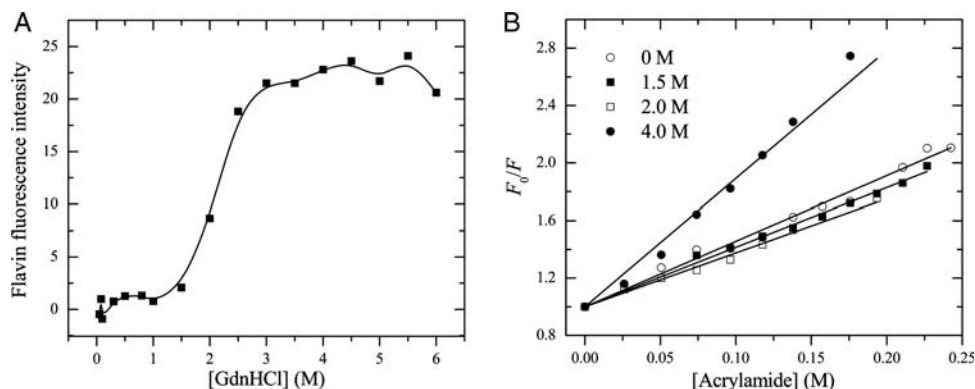 A
Flavin fluorescence intensity
25
20
15
10
5
0
0
1
2
3
4
5
6
[GdnHCl] (M)
B
F₀/F
2.8
2.4
2.0
1.6
1.2
0.8
0 M
1.5 M
2.0 M
4.0 M
0.00
0.05
0.10
0.15
0.20
0.25
[Acrylamide] (M)